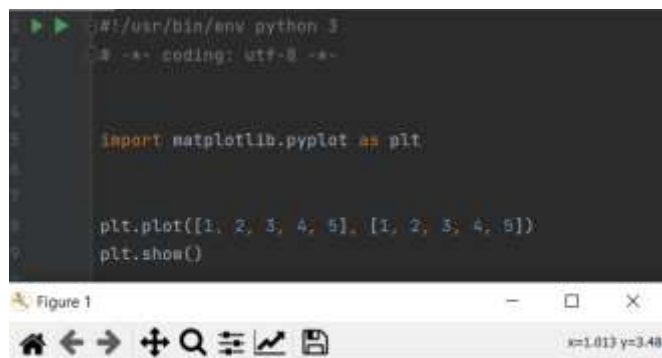 #!/usr/bin/env python 3
# -*- coding: utf-8 -*-
import matplotlib.pyplot as plt
plt.plot([1, 2, 3, 4, 5], [1, 2, 3, 4, 5])
plt.show()
Figure 1
x=1.013 y=3.48